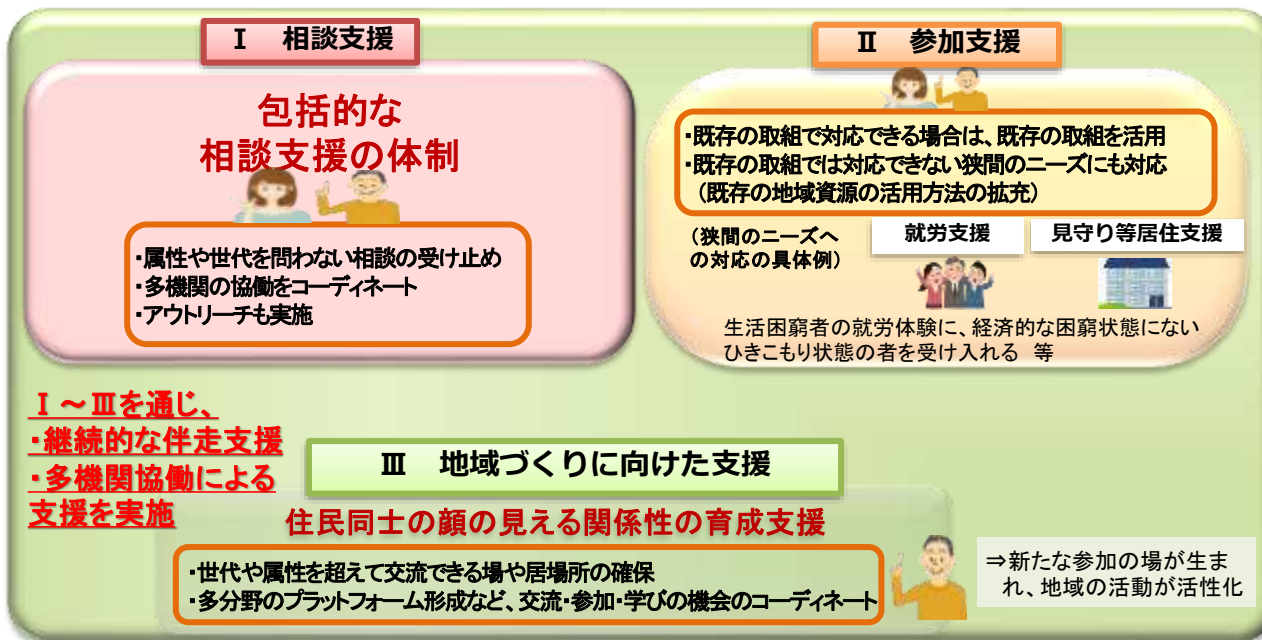 Ⅰ 相談支援
包括的な
相談支援の体制
・属性や世代を問わない相談の受け止め
・多機関の協働をコーディネート
・アウトリーチも実施
Ⅱ 参加支援
・既存の取組で対応できる場合は、既存の取組を活用
・既存の取組では対応できない狭間のニーズにも対応
（既存の地域資源の活用方法の拡充）
（狭間のニーズへ
の対応の具体例）
就労支援
見守り等居住支援
生活困窮者の就労体験に、経済的な困窮状態にない
ひきこもり状態の者を受け入れる 等
Ⅰ～Ⅲを通じ、
・継続的な伴走支援
・多機関協働による
支援を実施
Ⅲ 地域づくりに向けた支援
住民同士の顔の見える関係性の育成支援
・世代や属性を超えて交流できる場や居場所の確保
・多分野のプラットフォーム形成など、交流・参加・学びの機会のコーディネート
⇒新たな参加の場が生ま
れ、地域の活動が活性化